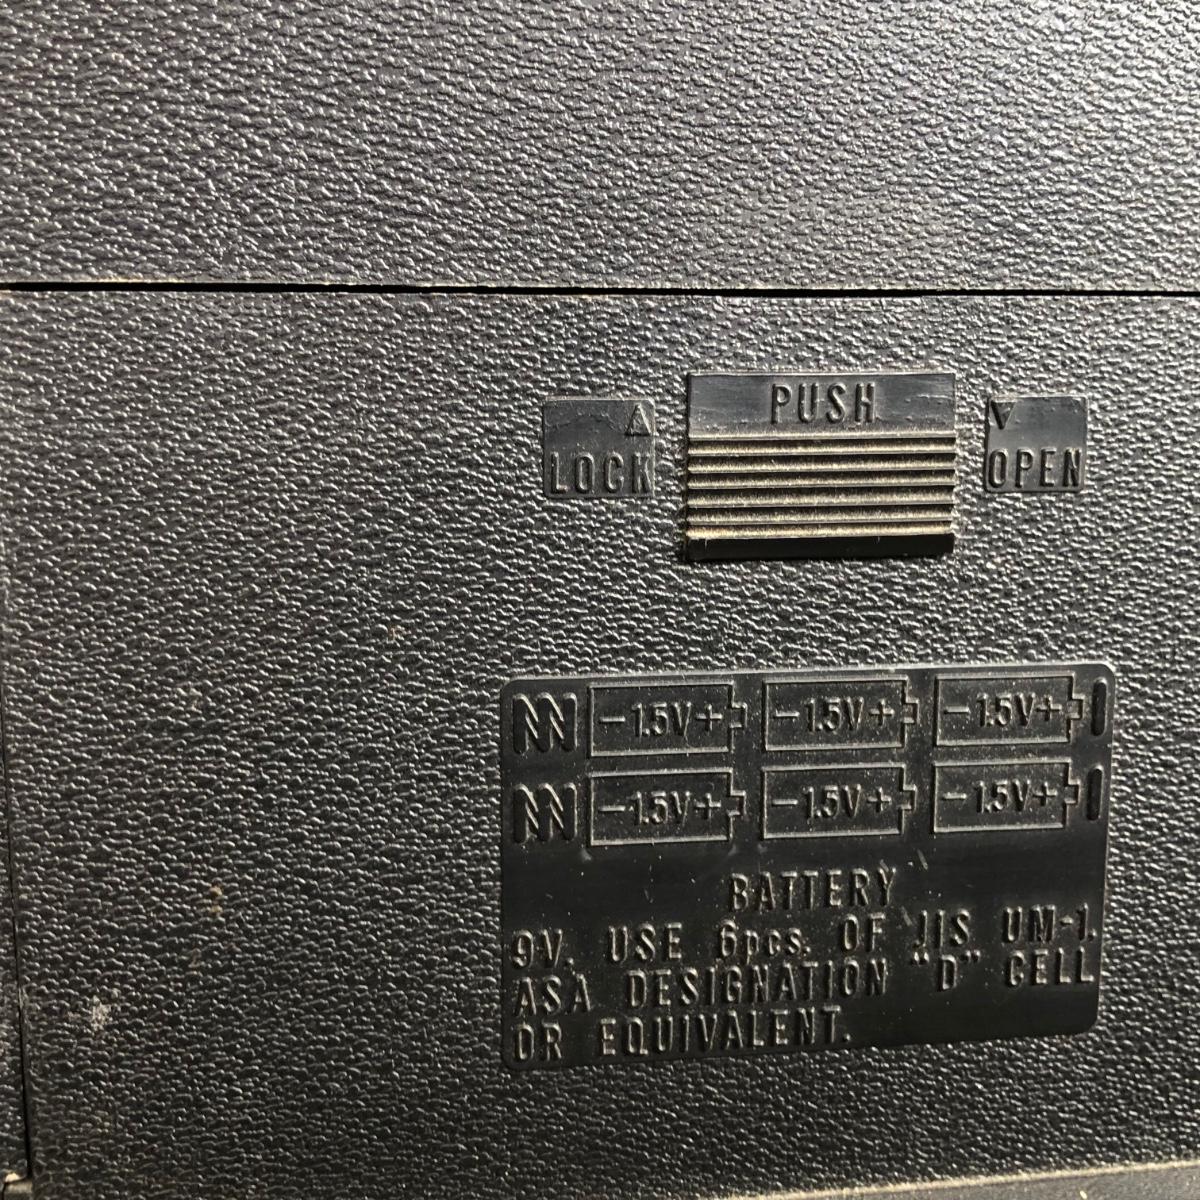 PUSH
LOCK
OPEN
-1.5V+ -1.5V+ -1.5V+
-1.5V+ -1.5V+ -1.5V+
BATTERY
9V. USE 6pcs. OF JIS UM-1.
ASA DESIGNATION "D" CELL
OR EQUIVALENT.